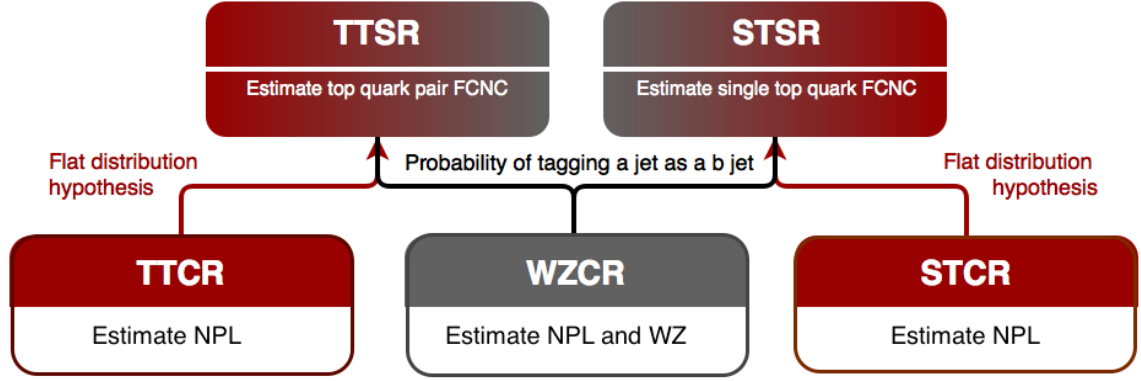 TTSR
STSR
Estimate top quark pair FCNC
Estimate single top quark FCNC
Flat distribution
hypothesis
Probability of tagging a jet as a b jet
Flat distribution
hypothesis
TTCR
WZCR
STCR
Estimate NPL
Estimate NPL and WZ
Estimate NPL